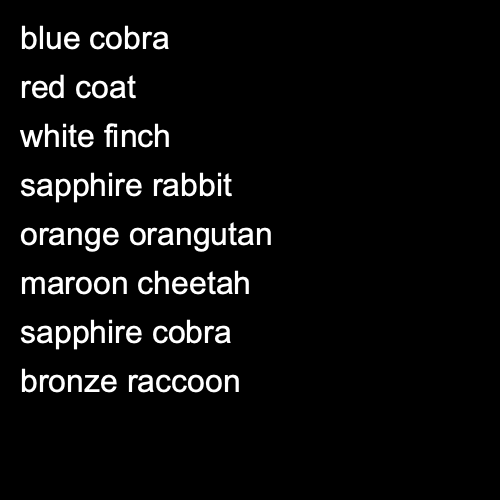 blue cobra
red coat
white finch
sapphire rabbit
orange orangutan
maroon cheetah
sapphire cobra
bronze raccoon